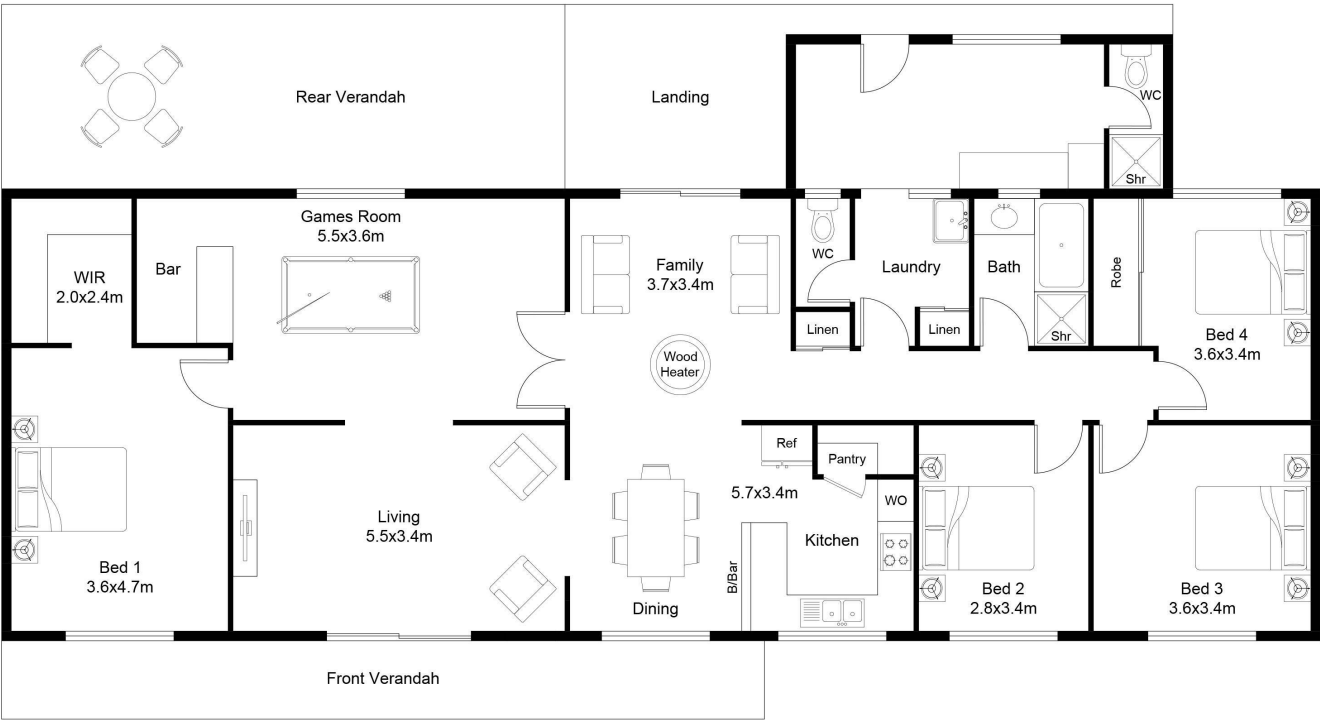 Rear Verandah
Landing
WC
Shr
Games Room
5.5x3.6m
WIR
2.0x2.4m
Bar
Family
3.7x3.4m
WC
Laundry
Bath
Robe
Linen
Linen
Shr
Bed 4
3.6x3.4m
Wood
Heater
Ref
Pantry
5.7x3.4m
WO
Living
5.5x3.4m
Kitchen
Bed 1
3.6x4.7m
B/Bar
Dining
Bed 2
2.8x3.4m
Bed 3
3.6x3.4m
Front Verandah